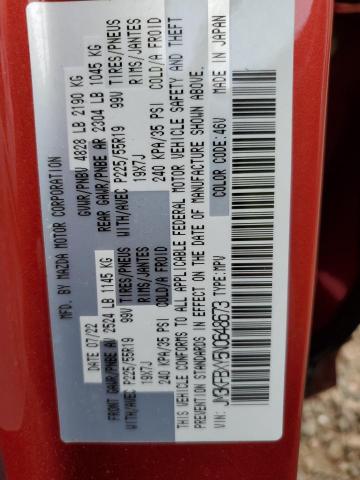 MFD. BY MAZDA MOTOR CORPORATION
DATE 07/22 GVWR/PNBV 4828 LB 2190 KG
FRONT GAWR/PNBE AV 2524 LB 1145 KG REAR GAWR/PNBE AR 2304 LB 1045 KG
WITH/AVEC P225/55R19 99V TIRES/PNEUS WITH/AVEC P225/55R19 99V TIRES/PNEUS
19X7J RIMS/JANTES 19X7J RIMS/JANTES
240 KPA/35 PSI COLD/A FROID 240 KPA/35 PSI COLD/A FROID
THIS VEHICLE CONFORMS TO ALL APPLICABLE FEDERAL MOTOR VEHICLE SAFETY AND THEFT
PREVENTION STANDARDS IN EFFECT ON THE DATE OF MANUFACTURE SHOWN ABOVE.
VIN: JM3KFBXY5N0648673 TYPE: MPV COLOR CODE: 46V MADE IN JAPAN